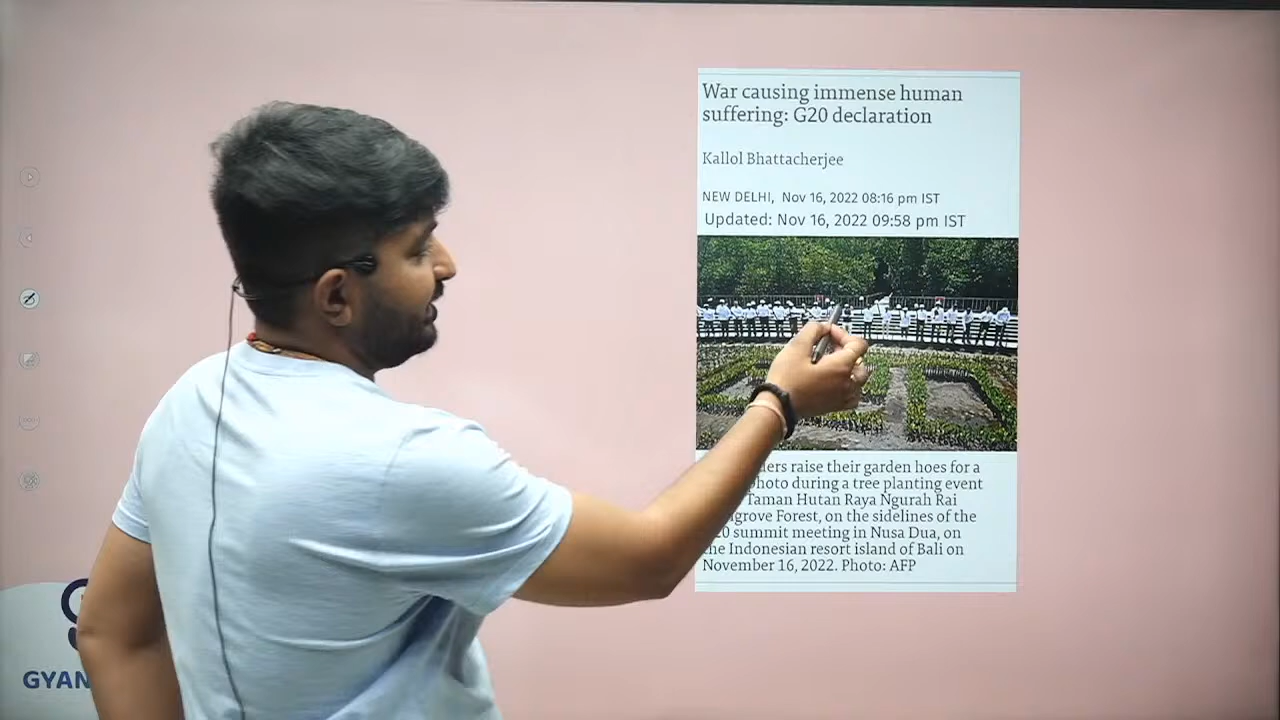 War causing immense human
suffering: G20 declaration
Kallol Bhattacherjee
NEW DELHI, Nov 16, 2022 08:16 pm IST
Updated: Nov 16, 2022 09:58 pm IST
raise their garden hoes for a
during a tree planting event
Taman Hutan Raya Ngurah Rai
Forest, on the sidelines of the
summit meeting in Nusa Dua, on
the Indonesian resort island of Bali on
November 16, 2022. Photo: AFP
GYAN